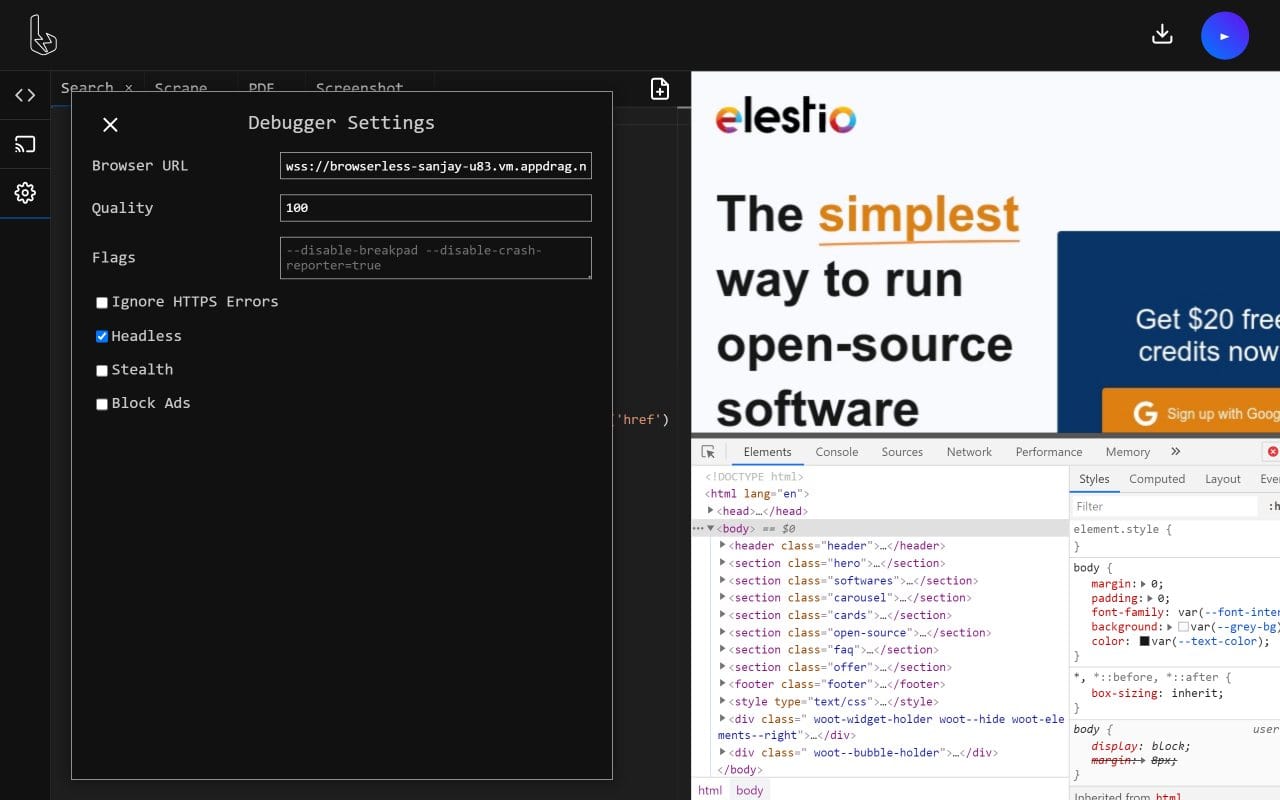 Search ×
Scrape
PDF
Screenshot
Debugger Settings
Browser URL
wss://browserless-sanjay-u83.vm.appdrag.n
Quality
100
Flags
--disable-breakpad --disable-crash-
reporter=true
Ignore HTTPS Errors
Headless
Stealth
Block Ads
'href')
elestio
The simplest
way to run
open-source
software
Get $20 free
credits now
Sign up with Goog
Elements Console Sources Network Performance Memory »
<!DOCTYPE html>
<html lang="en">
▶<head>…</head>
…▼<body> == $0
▶<header class="header">…</header>
▶<section class="hero">…</section>
▶<section class="softwares">…</section>
▶<section class="carousel">…</section>
▶<section class="cards">…</section>
▶<section class="open-source">…</section>
▶<section class="faq">…</section>
▶<section class="offer">…</section>
▶<footer class="footer">…</footer>
▶<style type="text/css">…</style>
▶<div class=" woot-widget-holder woot--hide woot-ele
ments--right">…</div>
▶<div class=" woot--bubble-holder">…</div>
</body>
html body
Styles Computed Layout Eve
Filter :h
element.style {
}
body {
margin:▶ 0;
padding:▶ 0;
font-family: var(--font-inter
background:▶ var(--grey-bg)
color: var(--text-color);
}
*, *::before, *::after {
box-sizing: inherit;
}
body { user
display: block;
margin:▶ 8px;
}
Inherited from html